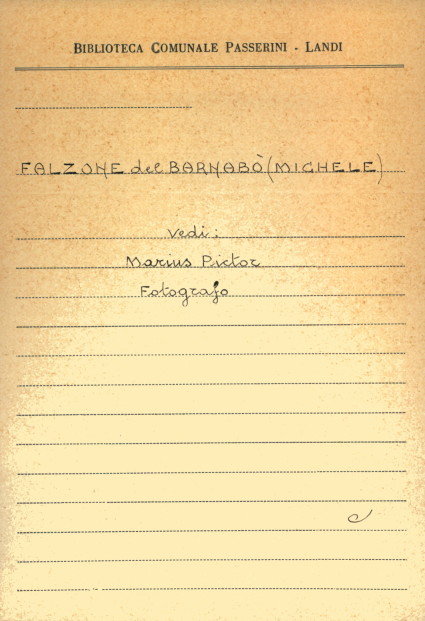 BIBLIOTECA COMUNALE PASSERINI - LANDI
FALZONE del BARNABÒ (MICHELE)
Vedi:
Marius Pictor
Fotografo